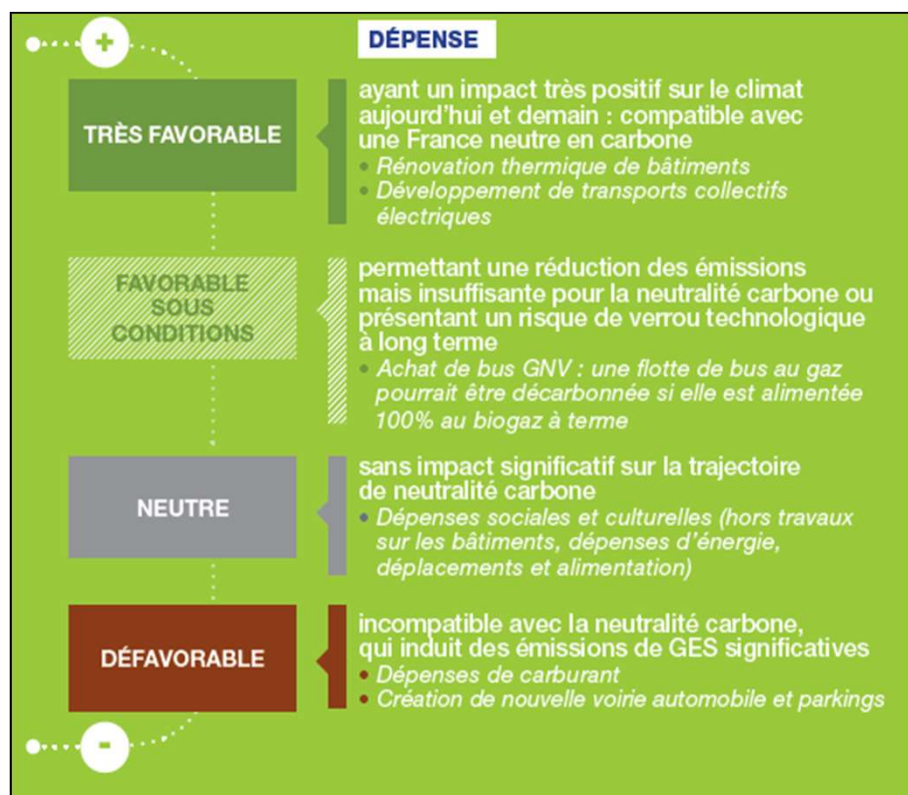 +
DÉPENSE
TRÈS FAVORABLE
ayant un impact très positif sur le climat
aujourd’hui et demain : compatible avec
une France neutre en carbone
• Rénovation thermique de bâtiments
• Développement de transports collectifs
électriques
FAVORABLE
SOUS
CONDITIONS
permettant une réduction des émissions
mais insuffisante pour la neutralité carbone ou
présentant un risque de verrou technologique
à long terme
• Achat de bus GNV : une flotte de bus au gaz
pourrait être décarbonnée si elle est alimentée
100% au biogaz à terme
NEUTRE
sans impact significatif sur la trajectoire
de neutralité carbone
• Dépenses sociales et culturelles (hors travaux
sur les bâtiments, dépenses d’énergie,
déplacements et alimentation)
DÉFAVORABLE
incompatible avec la neutralité carbone,
qui induit des émissions de GES significatives
• Dépenses de carburant
• Création de nouvelle voirie automobile et parkings
-